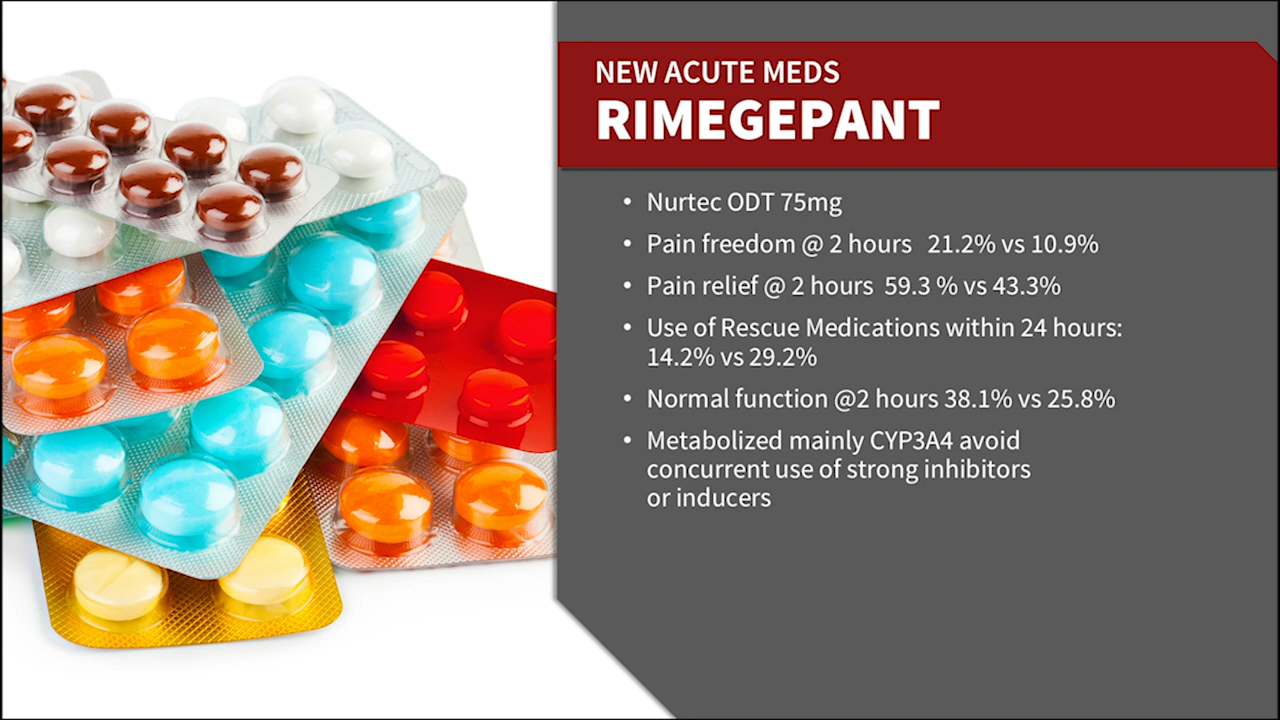 NEW ACUTE MEDS
RIMEGEPANT
• Nurtec ODT 75mg
• Pain freedom @ 2 hours  21.2% vs 10.9%
• Pain relief @ 2 hours  59.3 % vs 43.3%
• Use of Rescue Medications within 24 hours:
14.2% vs 29.2%
• Normal function @2 hours 38.1% vs 25.8%
• Metabolized mainly CYP3A4 avoid
concurrent use of strong inhibitors
or inducers